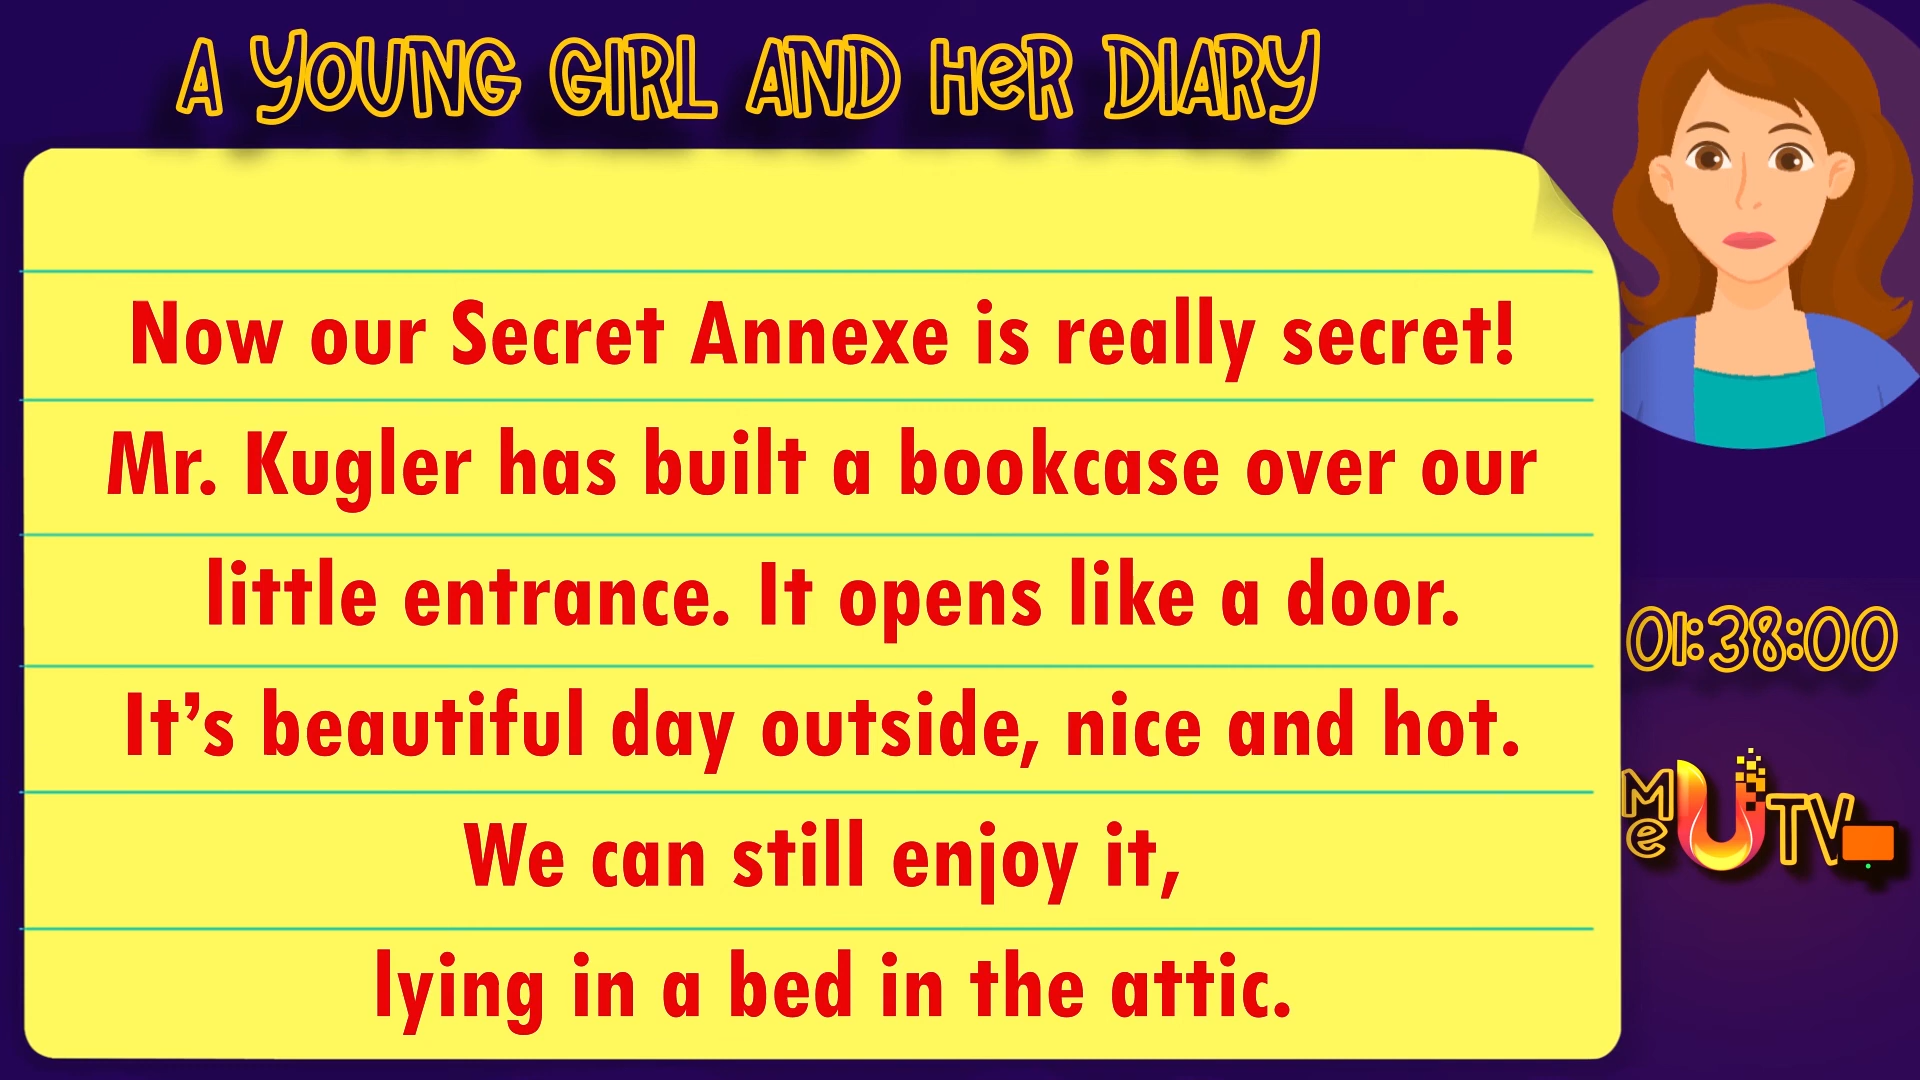 A YOUNG GIRL AND HeR DIARY
Now our Secret Annexe is really secret!
Mr. Kugler has built a bookcase over our
little entrance. It opens like a door.
It’s beautiful day outside, nice and hot.
We can still enjoy it,
lying in a bed in the attic.
01:38:00
Me U TV